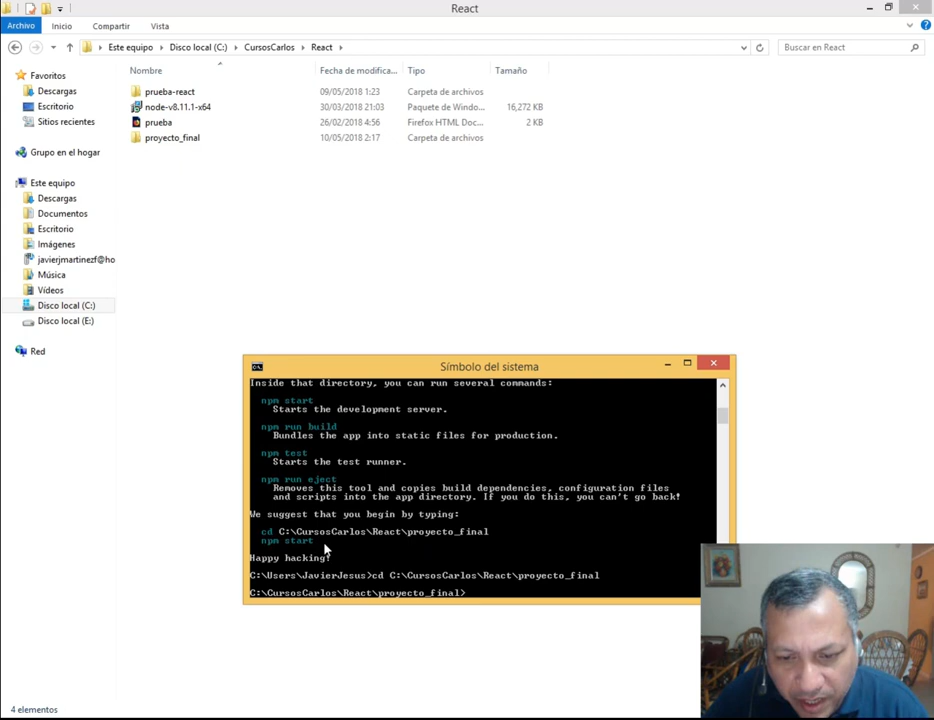 React
Archivo Inicio Compartir Vista
Este equipo Disco local (C:) CursosCarlos React
Buscar en React
Nombre Fecha de modifica... Tipo Tamaño
prueba-react 09/05/2018 1:23 Carpeta de archivos
node-v8.11.1-x64 30/03/2018 21:03 Paquete de Windo... 16,272 KB
prueba 26/02/2018 4:56 Firefox HTML Doc... 2 KB
proyecto_final 10/05/2018 2:17 Carpeta de archivos
Favoritos
Descargas
Escritorio
Sitios recientes
Grupo en el hogar
Este equipo
Descargas
Documentos
Escritorio
Imágenes
javierjmartinezf@ho
Música
Vídeos
Disco local (C:)
Disco local (E:)
Red
Símbolo del sistema
Inside that directory, you can run several commands:
npm start
Starts the development server.
npm run build
Bundles the app into static files for production.
npm test
Starts the test runner.
npm run eject
Removes this tool and copies build dependencies, configuration files
and scripts into the app directory. If you do this, you can't go back!
We suggest that you begin by typing:
cd C:\CursosCarlos\React\proyecto_final
npm start
Happy hacking!
C:\Users\JavierJesus>cd C:\CursosCarlos\React\proyecto_final
C:\CursosCarlos\React\proyecto_final>
4 elementos